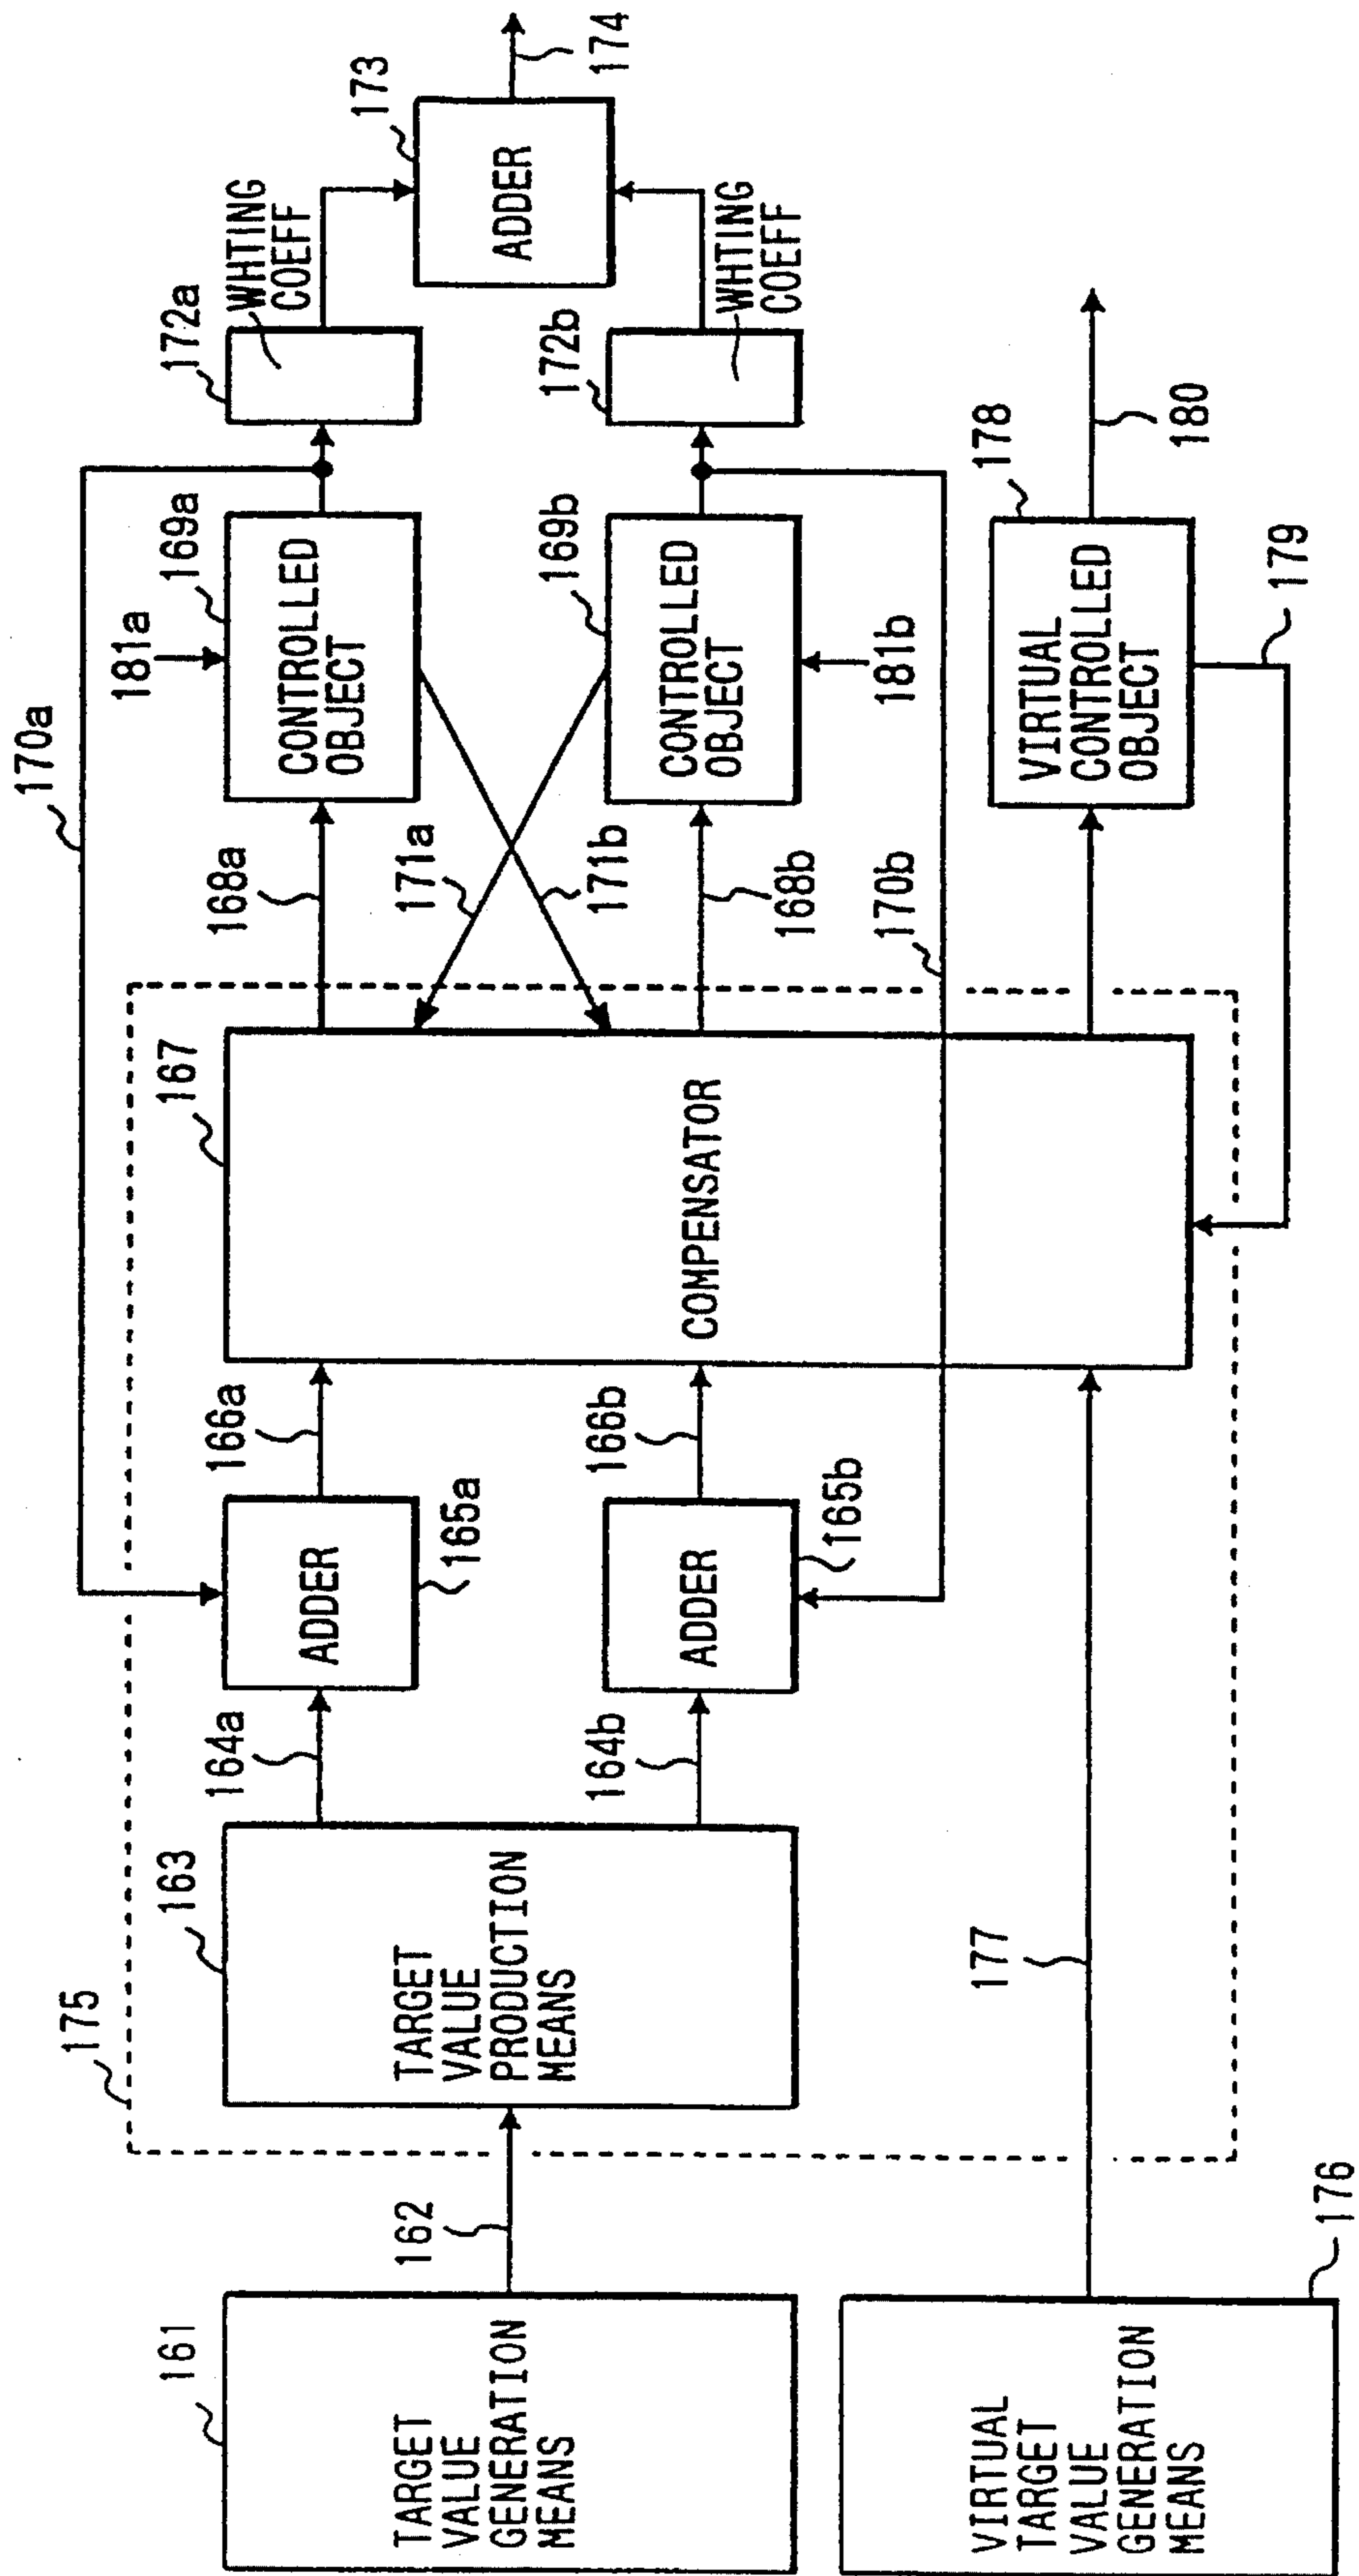 161
TARGET
VALUE
GENERATION
MEANS
162
175
163
TARGET
VALUE
PRODUCTION
MEANS
164a
164b
ADDER
165a
ADDER
165b
166a
166b
167
COMPENSATOR
168a
171a
171b
168b
170a
170b
181a
169a
CONTROLLED
OBJECT
169b
CONTROLLED
OBJECT
181b
172a
WHTING
COEFF
172b
WHTING
COEFF
173
ADDER
174
VIRTUAL
TARGET
VALUE
GENERATION
MEANS
176
177
178
VIRTUAL
CONTROLLED
OBJECT
179
180